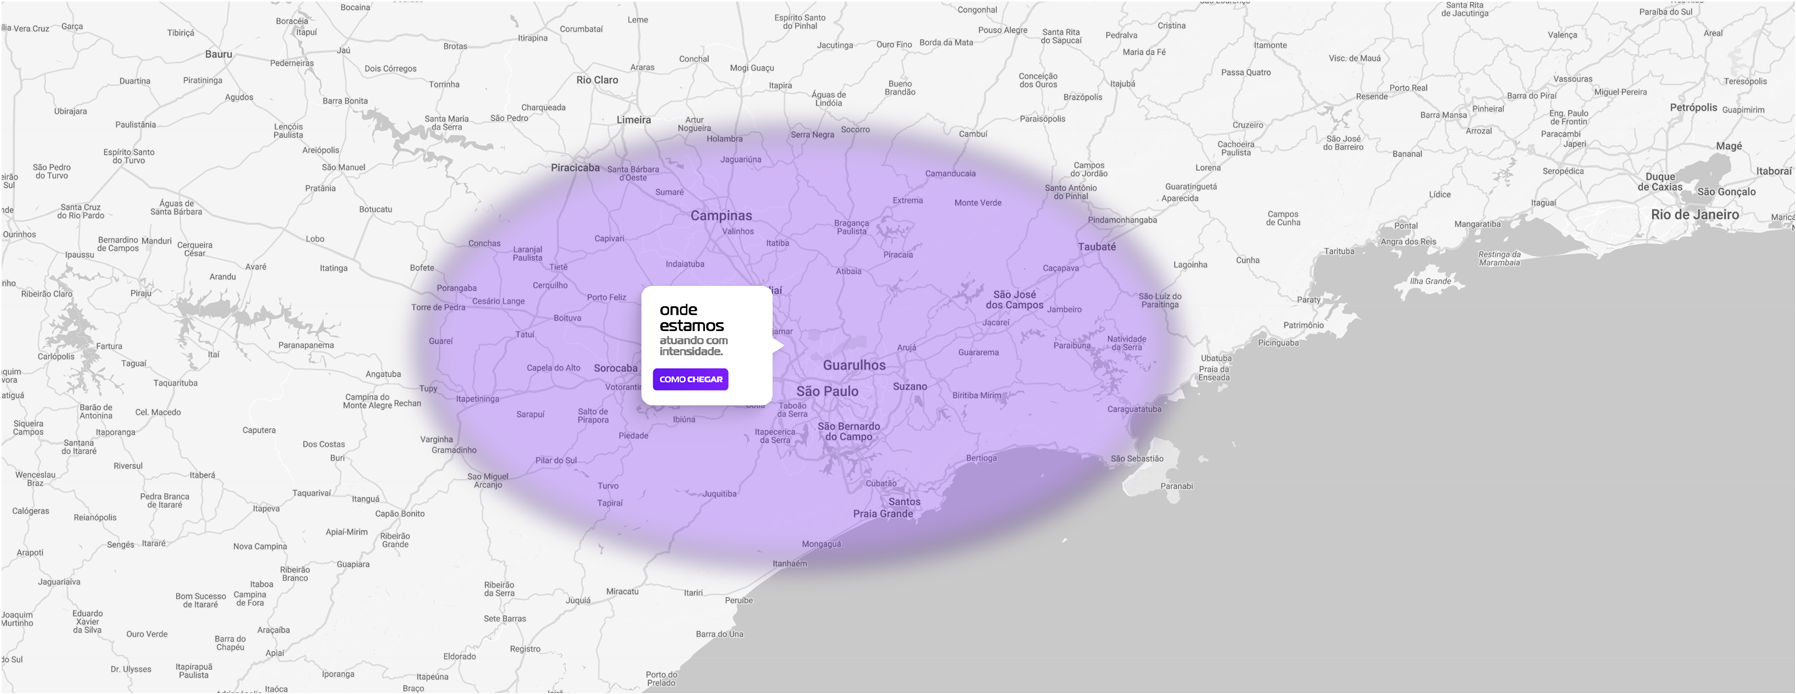 Bocaina
Leme
Espírito Santo
do Pinhal
Congonhal
Santa Rita
de Jacutinga
Paraíba do Sul
Garça
Tibiriçá
Boracéia
Itapuí
Itirapina
Corumbataí
Pouso Alegre
Santa Rita
do Sapucaí
Pedralva
Cristina
Valença
Areal
Bauru
Jaú
Brotas
Jacutinga
Ouro Fino
Borda da Mata
Maria da Fé
Itamonte
Pederneiras
Dois Córregos
Araras
Conchal
Mogi Guaçu
Visc. de Mauá
Duartina
Piratininga
Torrinha
Rio Claro
Itapira
Bueno
Brandão
Conceição
dos Ouros
Itajubá
Passa Quatro
Vassouras
Teresópolis
Agudos
Barra Bonita
Águas de
Lindóia
Brazópolis
Resende
Porto Real
Barra do Piraí
Miguel Pereira
Ubirajara
Charqueada
Petrópolis
Guapimirim
Paulistânia
Lençóis
Paulista
Santa Maria
da Serra
São Pedro
Limeira
Artur
Nogueira
Holambra
Serra Negra
Socorro
Cambuí
Paraisópolis
Cruzeiro
Barra Mansa
Pinheiral
Eng. Paulo
de Frontin
Arrozal
Paracambi
Japeri
Areiópolis
Espírito Santo
do Turvo
Cachoeira
Paulista
São José
do Barreiro
Bananal
Magé
São Pedro
do Turvo
São Manuel
Piracicaba
Santa Bárbara
d'Oeste
Jaguariúna
Camanducaia
Campos
do Jordão
Lorena
Seropédica
Duque
de Caxias
Itaboraí
Pratânia
Sumaré
Santo Antônio
do Pinhal
Guaratinguetá
Aparecida
Lídice
Itaguaí
São Gonçalo
Santa Cruz
do Rio Pardo
Águas de
Santa Bárbara
Botucatu
Campinas
Extrema
Monte Verde
Pindamonhangaba
Campos
de Cunha
Pontal
Mangaratiba
Rio de Janeiro
Ourinhos
Bernardino
de Campos
Manduri
Cerqueira
César
Lobo
Conchas
Laranjal
Paulista
Capivari
Valinhos
Itatiba
Bragança
Paulista
Piracaia
Taubaté
Cunha
Tarituba
Angra dos Reis
Restinga da
Marambaia
Ipaussu
Avaré
Itatinga
Bofete
Tietê
Indaiatuba
Atibaia
Caçapava
Lagoinha
Ilha Grande
Ribeirão Claro
Piraju
Arandu
Porangaba
Torre de Pedra
Cesário Lange
Cerquilho
Porto Feliz
São José
dos Campos
Jambeiro
São Luíz do
Paraitinga
Paraty
onde
estamos
atuando com
intensidade.
COMO CHEGAR
Boituva
Jacareí
Patrimônio
Carlópolis
Fartura
Taguaí
Itaí
Paranapanema
Guareí
Tatuí
Guarulhos
Arujá
Guararema
Paraibuna
Natividade
da Serra
Picinguaba
Taquarituba
Angatuba
Tupy
Capela do Alto
Sorocaba
São Paulo
Suzano
Biritiba Mirim
Ubatuba
Praia da
Enseada
Barão de
Antonina
Cel. Macedo
Campina do
Monte Alegre
Rechan
Itapetininga
Sarapuí
Salto de
Pirapora
Ibiúna
Taboão
da Serra
Caraguatatuba
Siqueira
Campos
Itaporanga
Caputera
Varginha
Gramadinho
Piedade
Itapecerica
da Serra
São Bernardo
do Campo
Santana
do Itararé
Dos Costas
Buri
Pilar do Sul
Bertioga
São Sebastião
Wenceslau
Braz
Riversul
Itaberá
Sao Miguel
Arcanjo
Turvo
Tapiraí
Juquitiba
Cubatão
Santos
Praia Grande
Paranabi
Calógeras
Reianópolis
Pedra Branca
de Itararé
Taquarivaí
Itapeva
Itanguá
Capão Bonito
Arapoti
Sengés
Itararé
Nova Campina
Apiaí-Mirim
Ribeirão
Grande
Mongaguá
Itanhaém
Jaguariaíva
Ribeirão
Branco
Guapiara
Itaboa
Bom Sucesso
de Itararé
Campina
de Fora
Ribeirão
da Serra
Juquiá
Miracatu
Itariri
Peruíbe
Joaquim
Murtinho
Eduardo
Xavier
da Silva
Ouro Verde
Barra do
Chapéu
Araçaíba
Apiaí
Sete Barras
Barra do Una
Dr. Ulysses
Itapirapuã
Paulista
Itaóca
Iporanga
Itapeúna
Braço
Eldorado
Registro
Porto do
Prelado